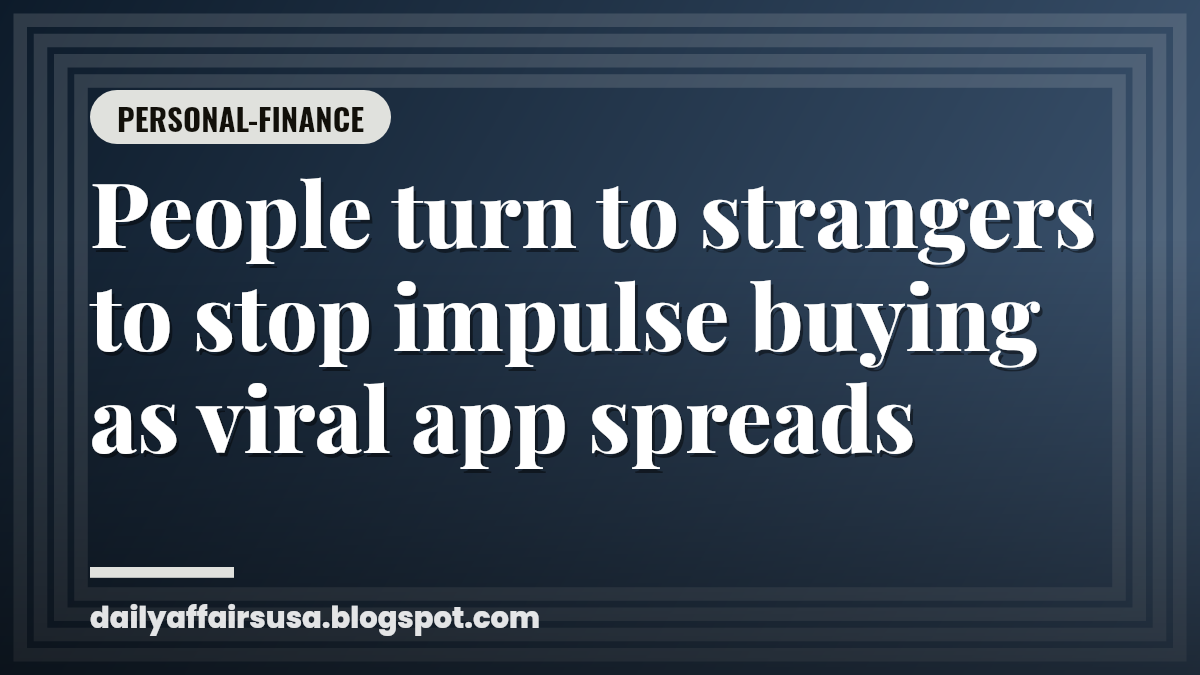 PERSONAL-FINANCE
People turn to strangers
to stop impulse buying
as viral app spreads
dailyaffairsusa.blogspot.com